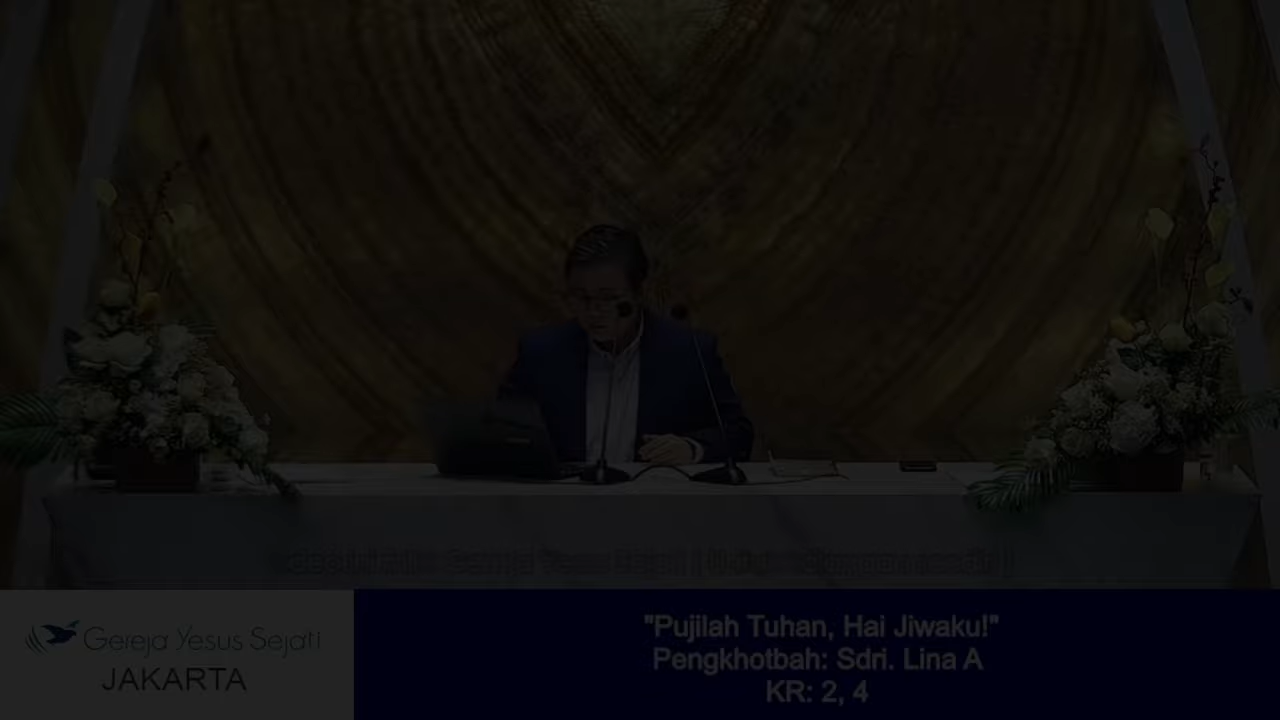 Gereja Yesus Sejati
JAKARTA
"Pujilah Tuhan, Hai Jiwaku!"
Pengkhotbah: Sdri. Lina A
KR: 2, 4